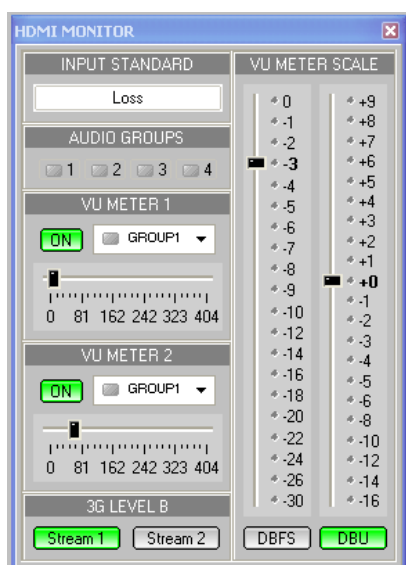 HDMI MONITOR
INPUT STANDARD
Loss
AUDIO GROUPS
1 2 3 4
VU METER 1
ON GROUP1
0 81 162 242 323 404
VU METER 2
ON GROUP1
0 81 162 242 323 404
3G LEVEL B
Stream 1 Stream 2
VU METER SCALE
0
-1
-2
-3
-4
-5
-6
-7
-8
-9
-10
-12
-14
-16
-18
-20
-22
-24
-26
-30
+9
+8
+7
+6
+5
+4
+3
+2
+1
+0
-1
-2
-3
-4
-5
-6
-8
-10
-12
-14
-16
DBFS DBU